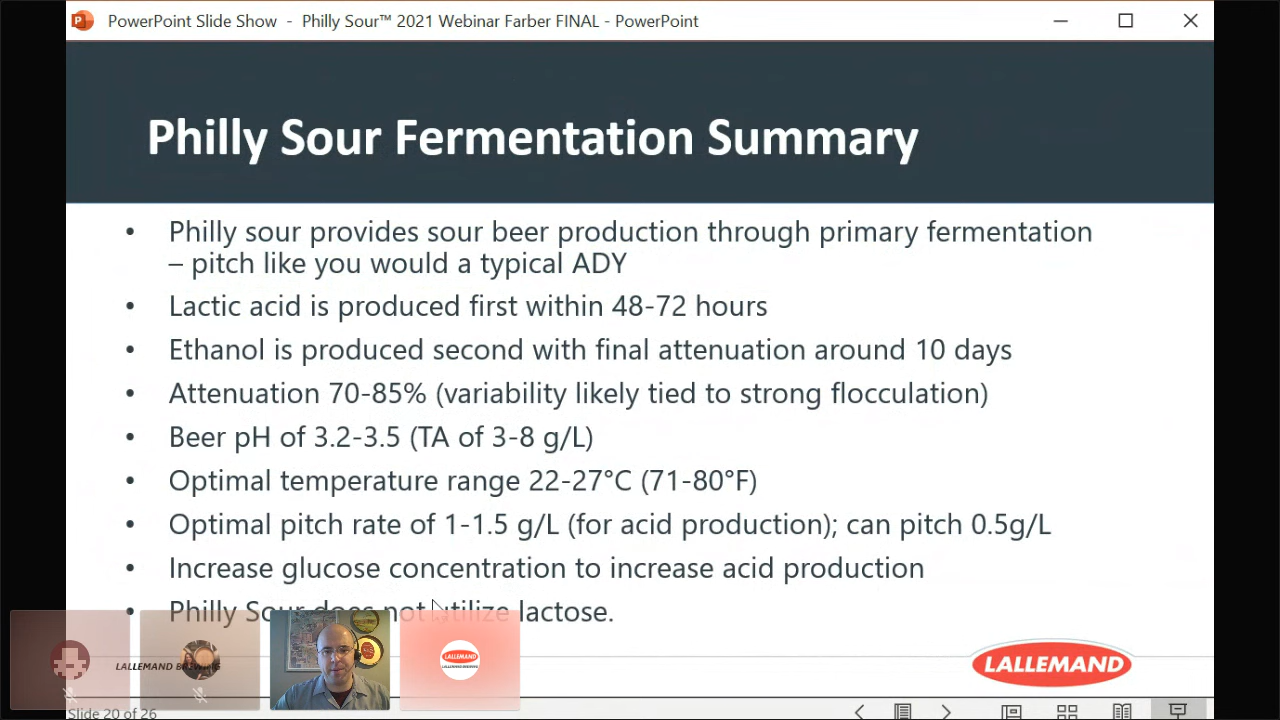 PowerPoint Slide Show - Philly Sour™ 2021 Webinar Farber FINAL - PowerPoint
Philly Sour Fermentation Summary
• Philly sour provides sour beer production through primary fermentation
– pitch like you would a typical ADY
• Lactic acid is produced first within 48-72 hours
• Ethanol is produced second with final attenuation around 10 days
• Attenuation 70-85% (variability likely tied to strong flocculation)
• Beer pH of 3.2-3.5 (TA of 3-8 g/L)
• Optimal temperature range 22-27°C (71-80°F)
• Optimal pitch rate of 1-1.5 g/L (for acid production); can pitch 0.5g/L
• Increase glucose concentration to increase acid production
• Philly Sour does not utilize lactose.
LALLEMAND BREWING
LALLEMAND
LALLEMAND BREWING
LALLEMAND
Slide 20 of 26